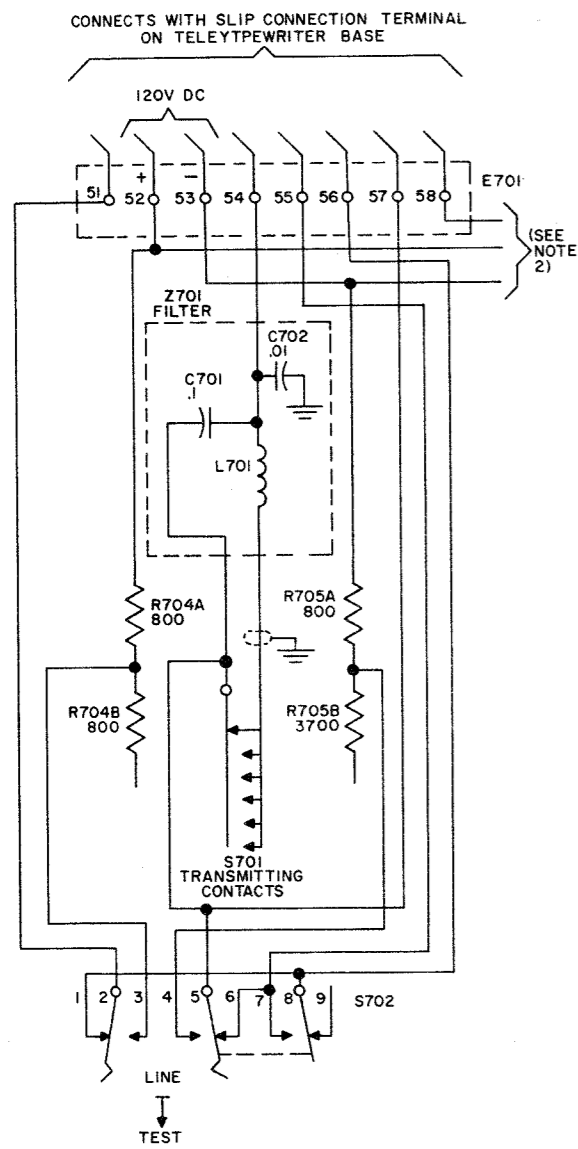 CONNECTS WITH SLIP CONNECTION TERMINAL
ON TELEYTPEWRITER BASE
120V DC
+ −
51 52 53 54 55 56 57 58 E701
(SEE
NOTE
2)
Z701
FILTER
C702
.01
C701
.1
L701
R704A
800
R705A
800
R704B
800
R705B
3700
S701
TRANSMITTING
CONTACTS
1 2 3 4 5 6 7 8 9 S702
LINE
TEST